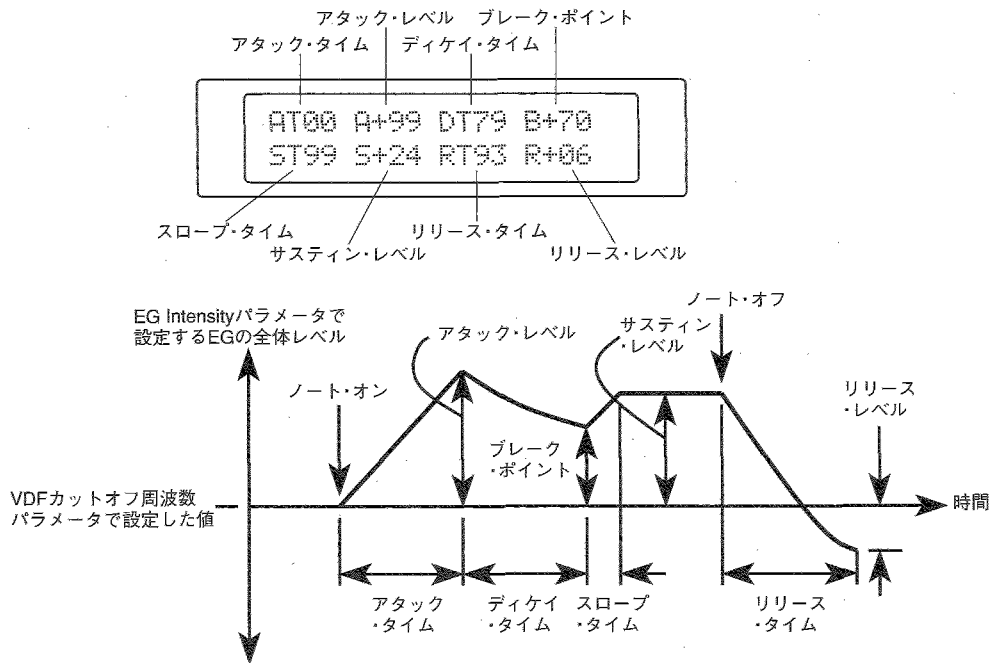 アタック・レベル
ブレーク・ポイント
アタック・タイム
ディケイ・タイム
AT00 A+99 DT79 B+70
ST99 S+24 RT93 R+06
スロープ・タイム
リリース・タイム
サスティン・レベル
リリース・レベル
ノート・オフ
EG Intensityパラメータで
設定するEGの全体レベル
アタック・レベル
サスティン
・レベル
ノート・オン
リリース
・レベル
ブレーク
・ポイント
VDFカットオフ周波数
パラメータで設定した値
時間
アタック
・タイム
ディケイ
・タイム
スロープ
・タイム
リリース
・タイム